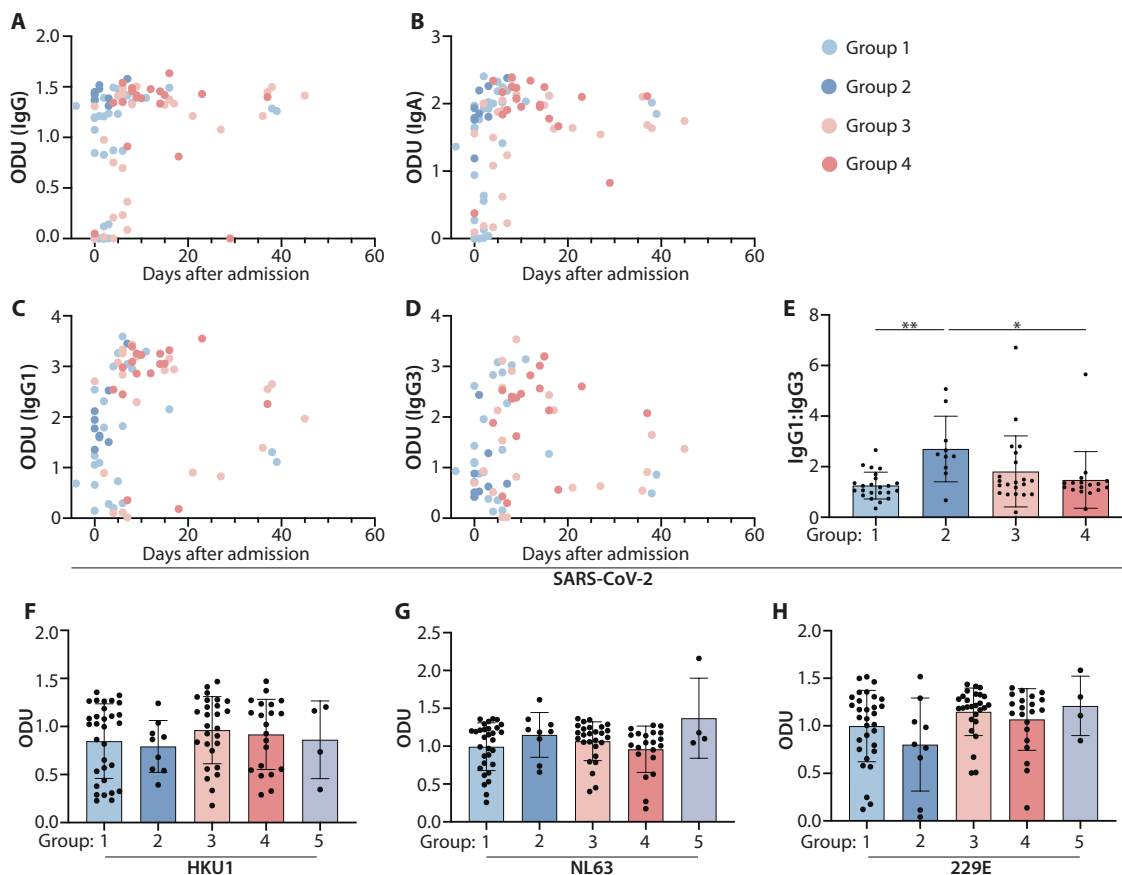 A
B
2.0
1.5
1.0
0.5
0.0
ODU (IgG)
0
20
40
60
Days after admission
3
2
1
0
ODU (IgA)
0
20
40
60
Days after admission
Group 1
Group 2
Group 3
Group 4
C
D
E
4
3
2
1
0
ODU (IgG1)
0
20
40
60
Days after admission
4
3
2
1
0
ODU (IgG3)
0
20
40
60
Days after admission
8
6
4
2
0
IgG1:IgG3
**
*
Group: 1 2 3 4
SARS-CoV-2
F
G
H
2.0
1.5
1.0
0.5
0.0
ODU
Group: 1 2 3 4 5
HKU1
2.5
2.0
1.5
1.0
0.5
0.0
ODU
Group: 1 2 3 4 5
NL63
2.0
1.5
1.0
0.5
0.0
ODU
Group: 1 2 3 4 5
229E